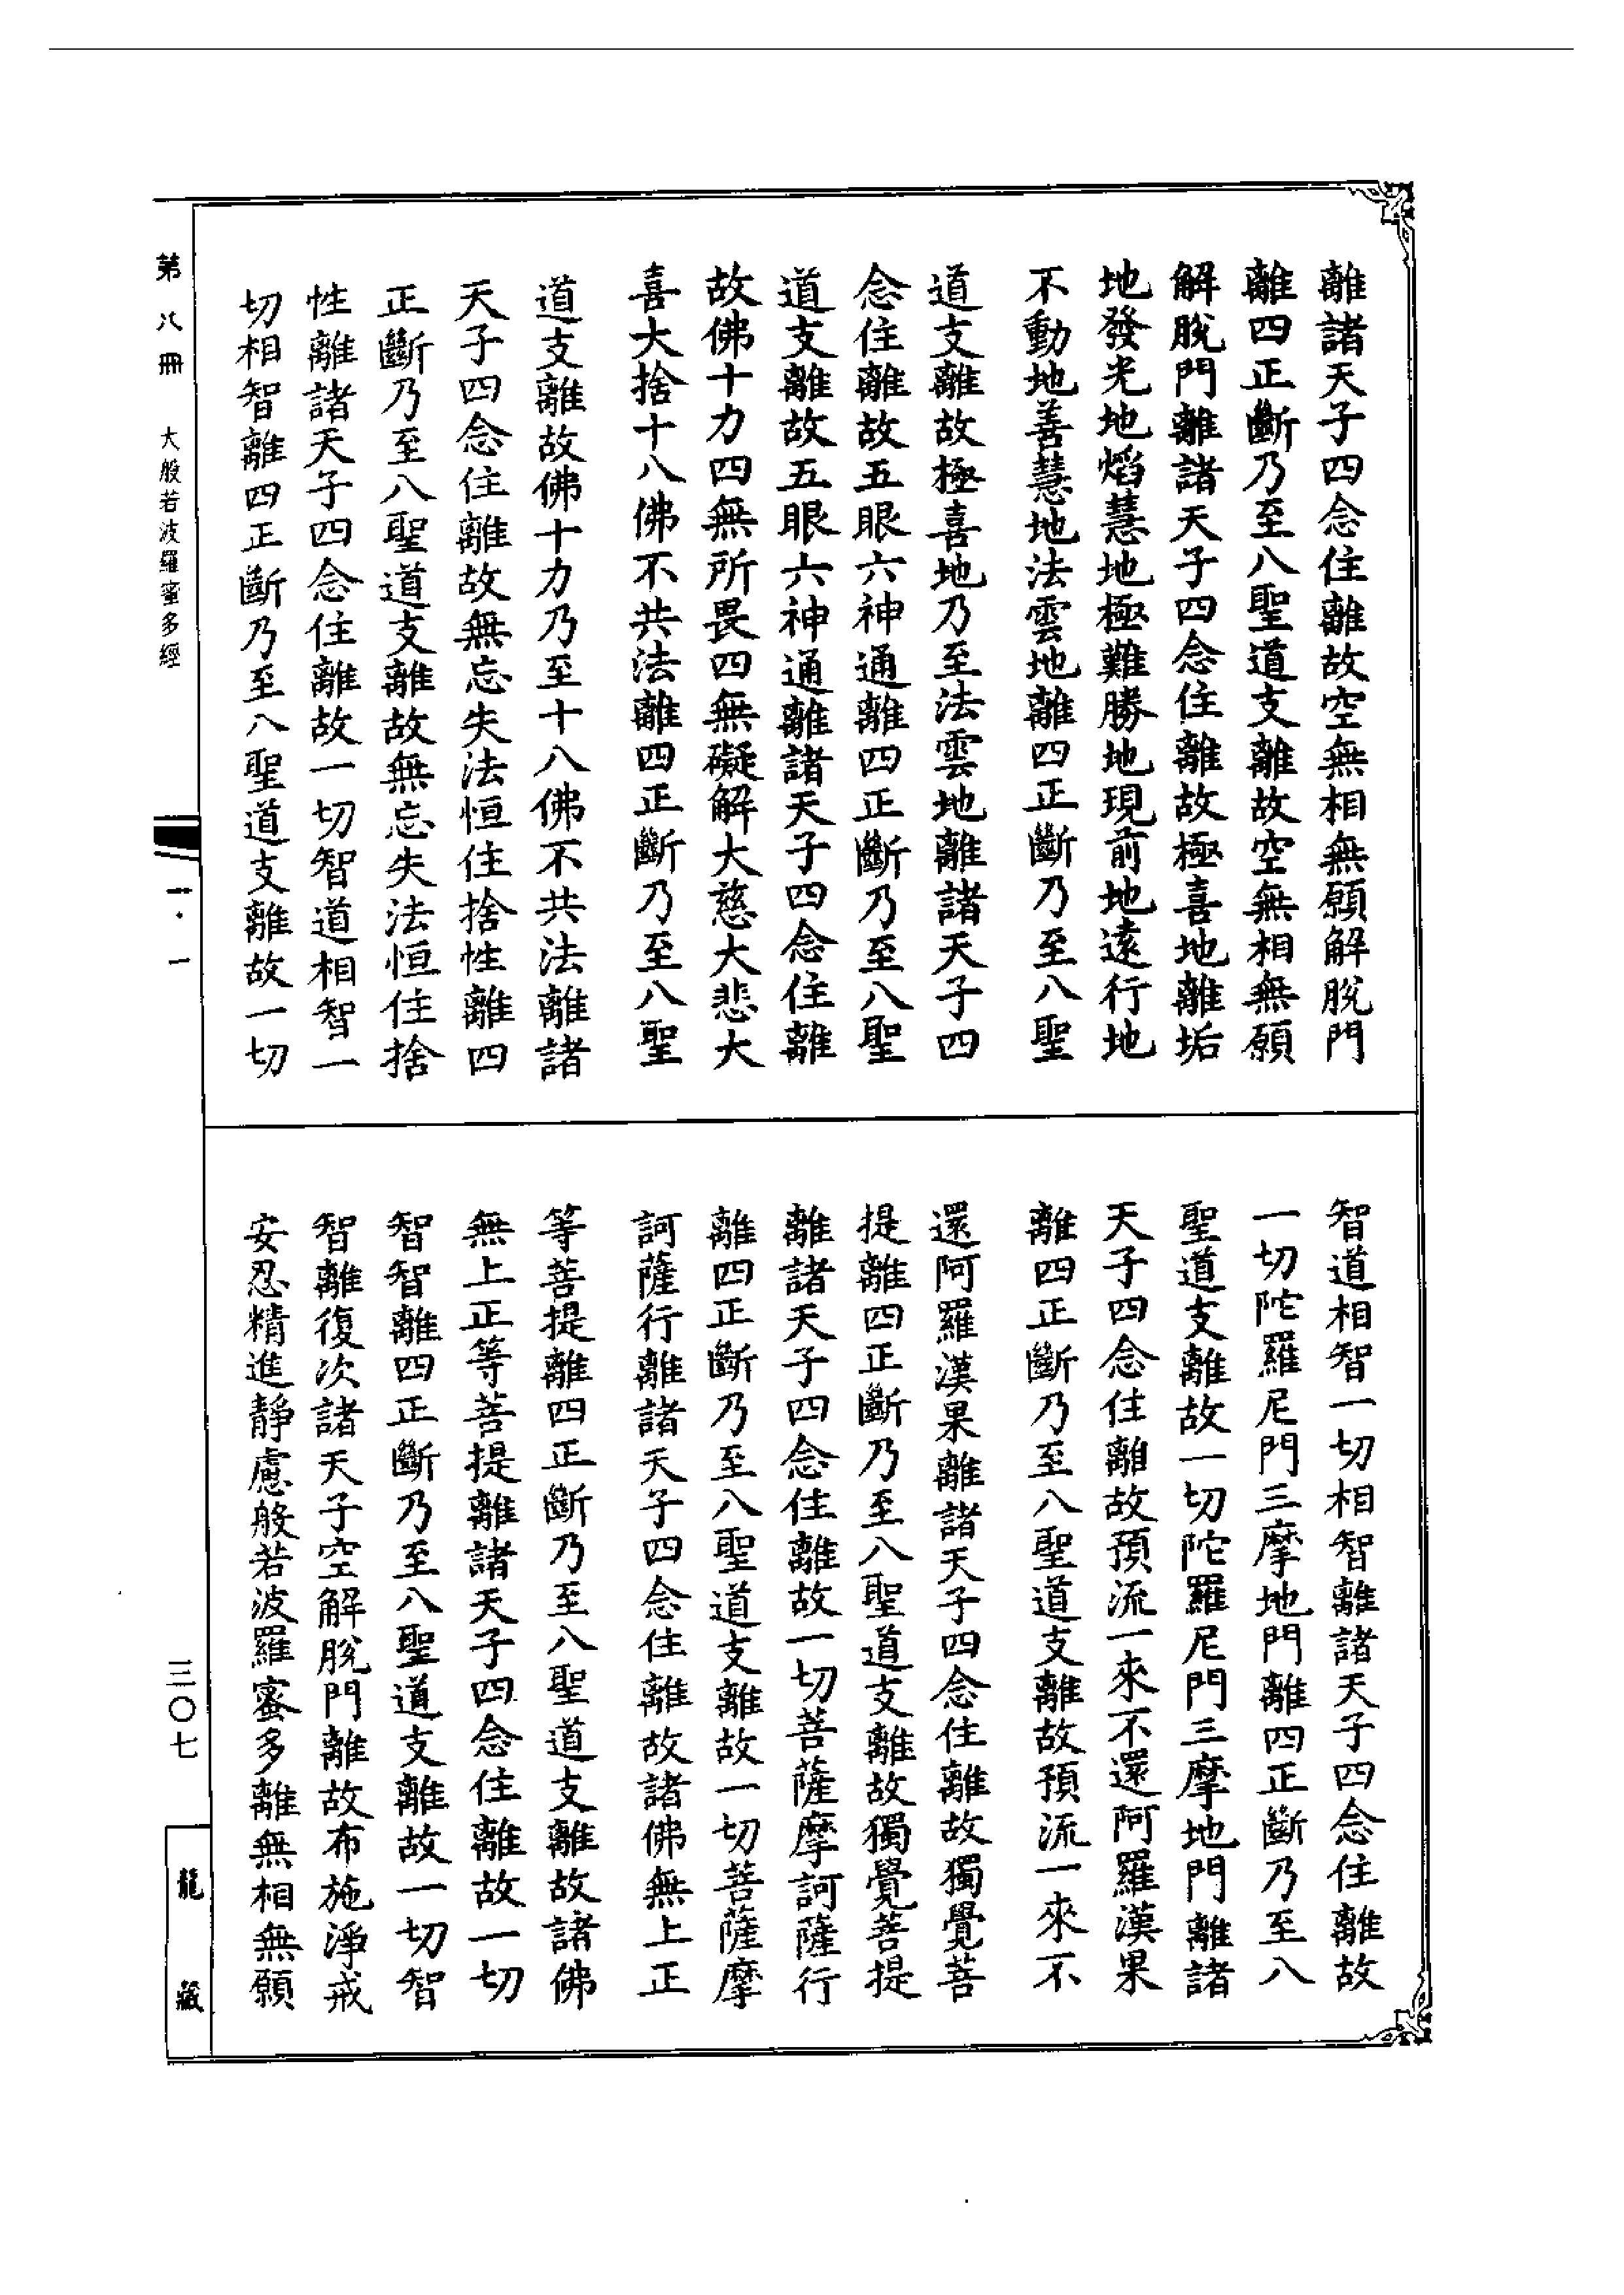 離諸天子四念住離故空無相無願解脫門
離四正斷乃至八聖道支離故空無相無願
解脫門離諸天子四念住離故極喜地離垢
地發光地焰慧地極難勝地現前地遠行地
不動地善慧地法雲地離四正斷乃至八聖
道支離故極喜地乃至法雲地離諸天子四
念住離故五眼六神通離四正斷乃至八聖
道支離故五眼六神通離諸天子四念住離
故佛十力四無所畏四無礙解大慈大悲大
喜大捨十八佛不共法離四正斷乃至八聖
道支離故佛十力乃至十八佛不共法離諸
天子四念住離故無忘失法恒住捨性離四
正斷乃至八聖道支離故無忘失法恒住捨
性離諸天子四念住離故一切智道相智一
切相智離四正斷乃至八聖道支離故一切
智道相智一切相智離諸天子四念住離故
一切陀羅尼門三摩地門離四正斷乃至八
聖道支離故一切陀羅尼門三摩地門離諸
天子四念住離故預流一來不還阿羅漢果
離四正斷乃至八聖道支離故預流一來不
還阿羅漢果離諸天子四念住離故獨覺菩
提離四正斷乃至八聖道支離故獨覺菩提
離諸天子四念住離故一切菩薩摩訶薩行
離四正斷乃至八聖道支離故一切菩薩摩
訶薩行離諸天子四念住離故諸佛無上正
等菩提離四正斷乃至八聖道支離故諸佛
無上正等菩提離諸天子四念住離故一切
智智離四正斷乃至八聖道支離故一切智
智離復次諸天子空解脫門離故布施淨戒
安忍精進靜慮般若波羅蜜多離無相無願
第八冊 大般若波羅蜜多經
三〇七
龍藏